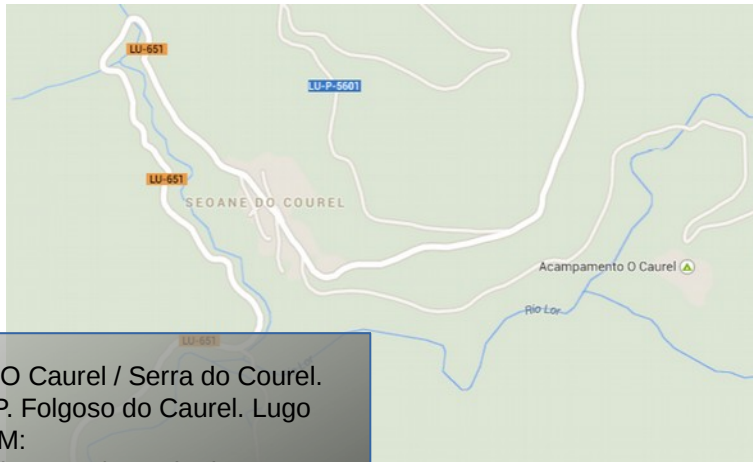 LU-651
LU-P-5601
LU-651
SEOANE DO COUREL
Acampamento O Caurel
Rio Lor
LU-651
O Caurel / Serra do Courel.
P. Folgoso do Caurel. Lugo
M: